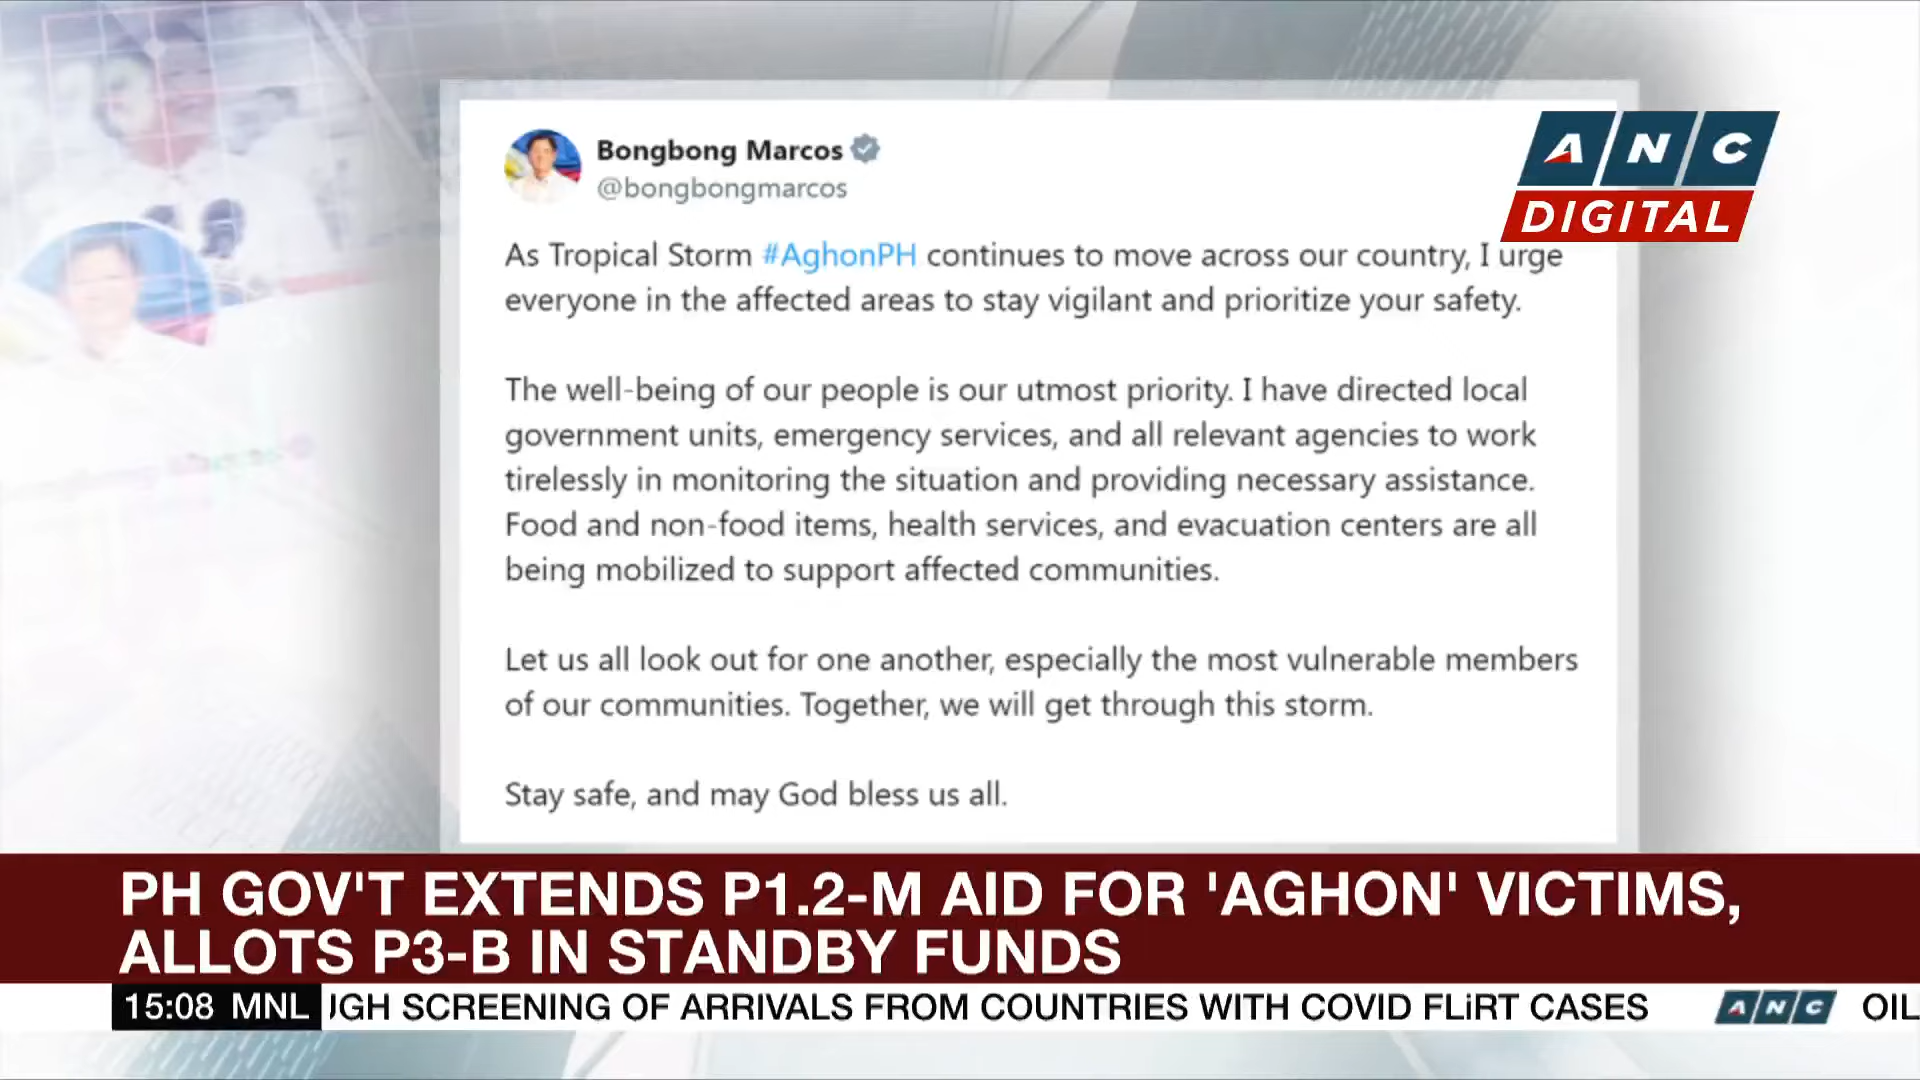 Bongbong Marcos
@bongbongmarcos
ANC
DIGITAL
As Tropical Storm #AghonPH continues to move across our country, I urge
everyone in the affected areas to stay vigilant and prioritize your safety.
The well-being of our people is our utmost priority. I have directed local
government units, emergency services, and all relevant agencies to work
tirelessly in monitoring the situation and providing necessary assistance.
Food and non-food items, health services, and evacuation centers are all
being mobilized to support affected communities.
Let us all look out for one another, especially the most vulnerable members
of our communities. Together, we will get through this storm.
Stay safe, and may God bless us all.
PH GOV'T EXTENDS P1.2-M AID FOR 'AGHON' VICTIMS,
ALLOTS P3-B IN STANDBY FUNDS
15:08 MNL SCREENING OF ARRIVALS FROM COUNTRIES WITH COVID FLiRT CASES ANC OIL